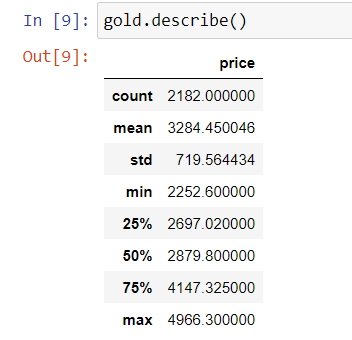 In [9]: gold.describe()
Out[9]:
price
count 2182.000000
mean 3284.450046
std 719.564434
min 2252.600000
25% 2697.020000
50% 2879.800000
75% 4147.325000
max 4966.300000